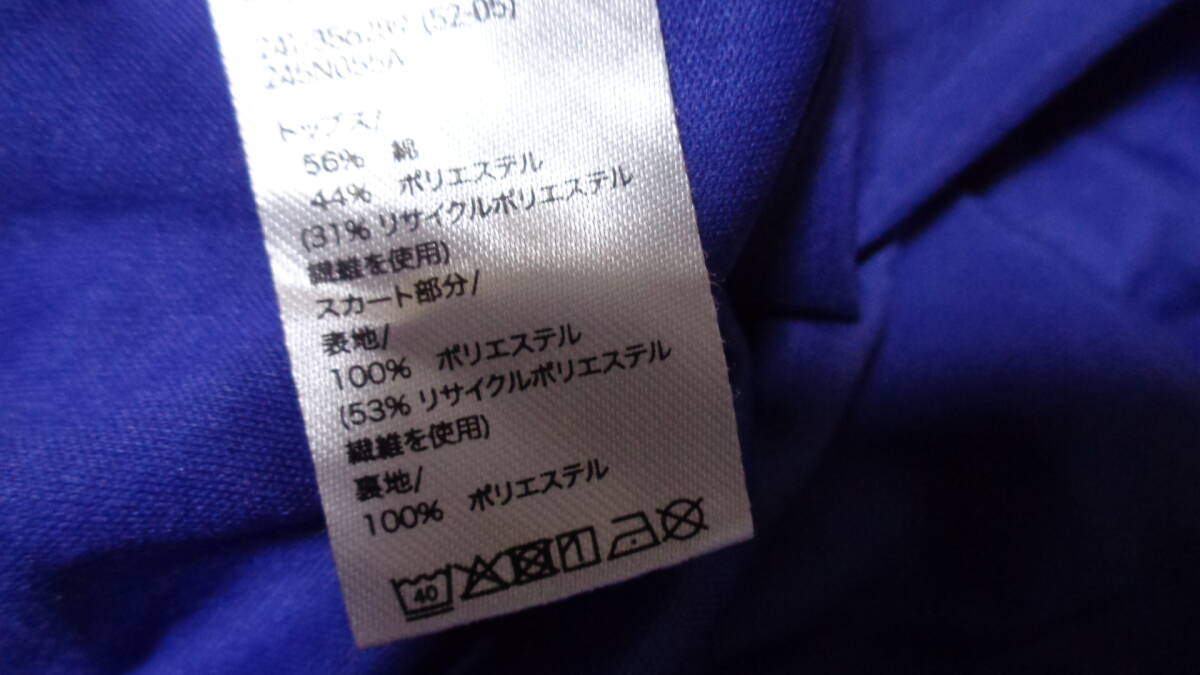 (52-05)
245N055A
トップス/
56% 綿
44% ポリエステル
(31% リサイクルポリエステル
繊維を使用)
スカート部分/
表地/
100% ポリエステル
(53% リサイクルポリエステル
繊維を使用)
裏地/
100% ポリエステル
40